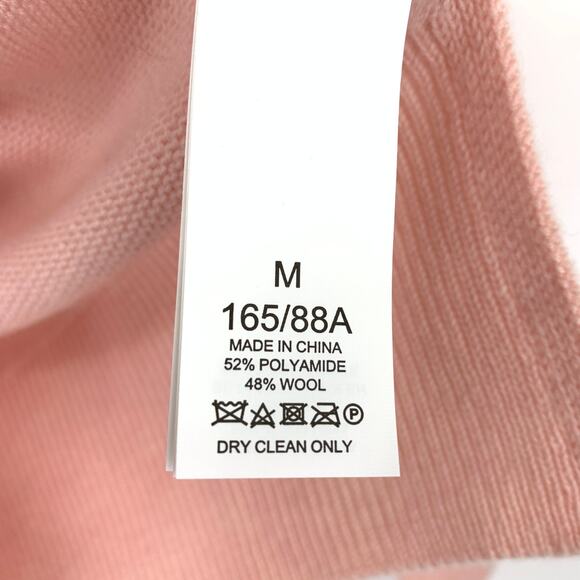 M
165/88A
MADE IN CHINA
52% POLYAMIDE
48% WOOL
P
DRY CLEAN ONLY